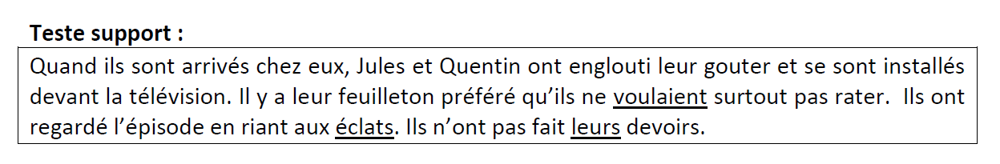 Teste support :
Quand ils sont arrivés chez eux, Jules et Quentin ont englouti leur gouter et se sont installés
devant la télévision. Il y a leur feuilleton préféré qu’ils ne voulaient surtout pas rater.  Ils ont
regardé l’épisode en riant aux éclats. Ils n’ont pas fait leurs devoirs.